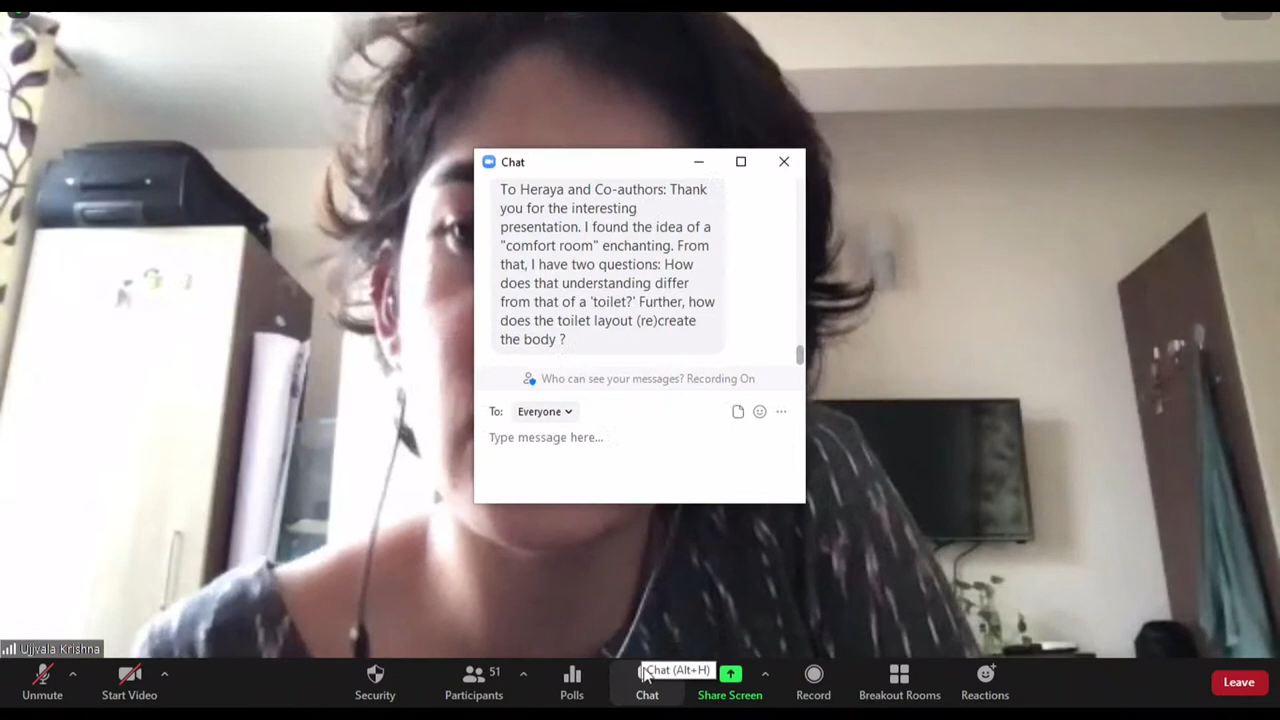 Chat
To Heraya and Co-authors: Thank
you for the interesting
presentation. I found the idea of a
"comfort room" enchanting. From
that, I have two questions: How
does that understanding differ
from that of a 'toilet?' Further, how
does the toilet layout (re)create
the body ?
Who can see your messages? Recording On
To: Everyone
Type message here...
Ujjvala Krishna
Chat (Alt+H)
51
Unmute
Start Video
Security
Participants
Polls
Chat
Share Screen
Record
Breakout Rooms
Reactions
Leave